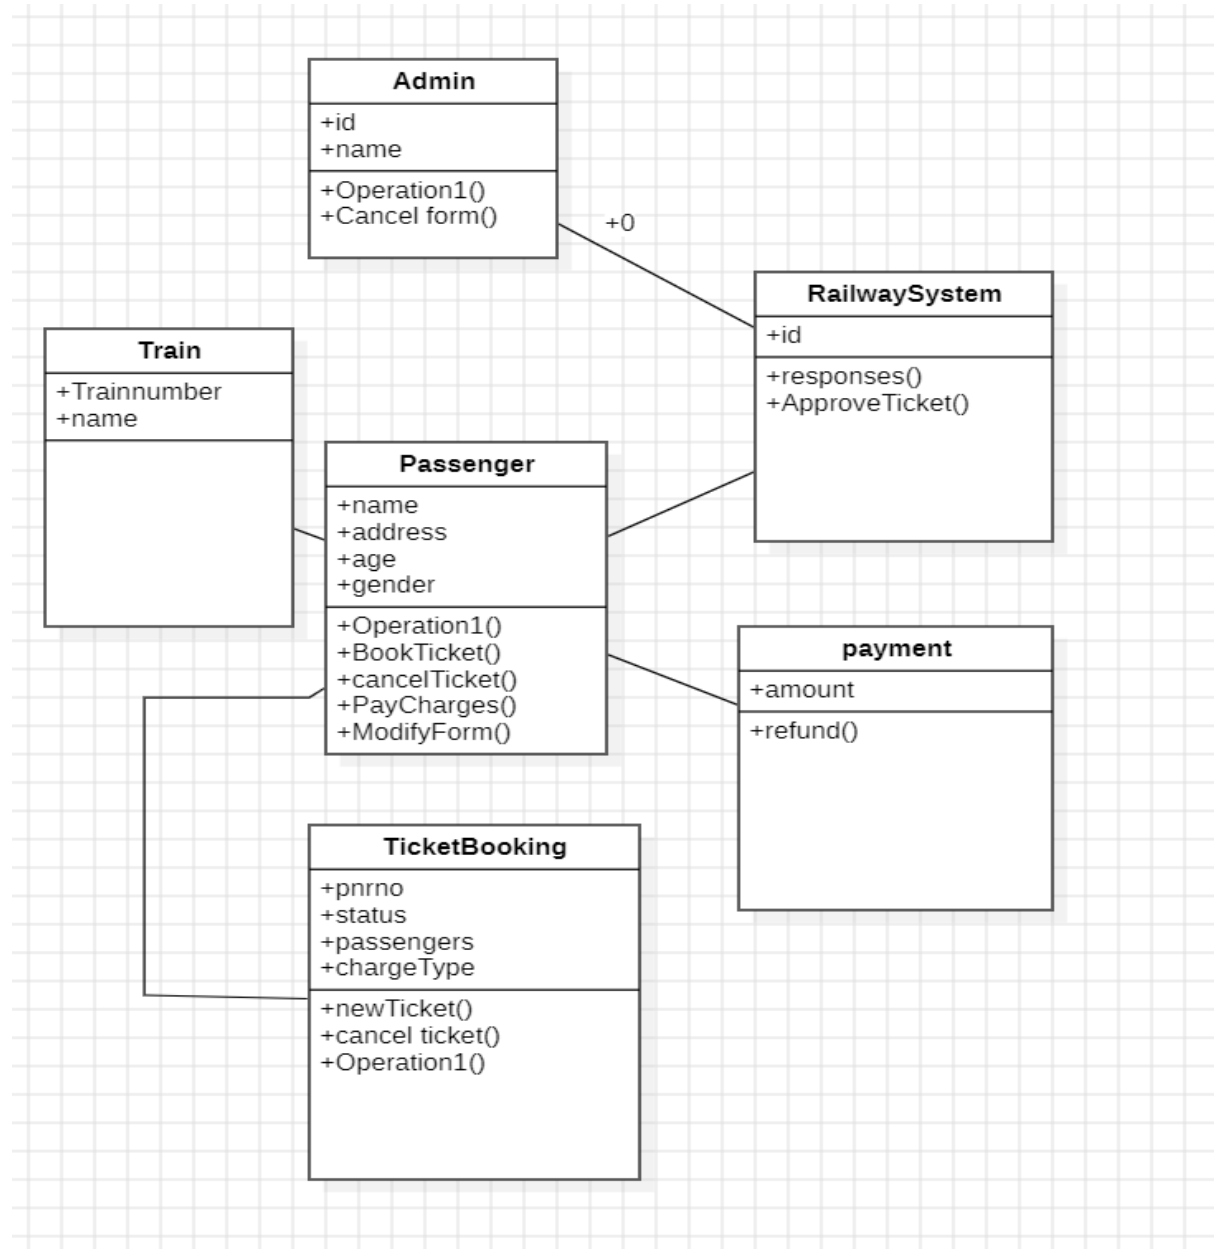 Admin
+id
+name
+Operation1()
+Cancel form()
+0
RailwaySystem
+id
+responses()
+ApproveTicket()
Train
+Trainnumber
+name
Passenger
+name
+address
+age
+gender
+Operation1()
+BookTicket()
+cancelTicket()
+PayCharges()
+ModifyForm()
payment
+amount
+refund()
TicketBooking
+pnrno
+status
+passengers
+chargeType
+newTicket()
+cancel ticket()
+Operation1()